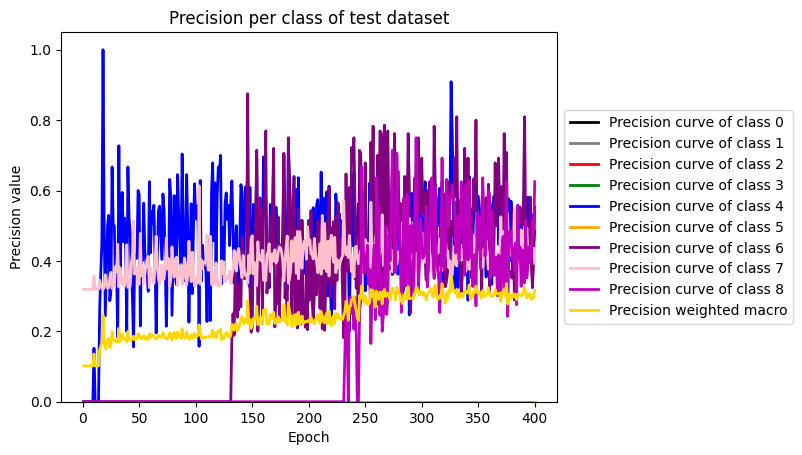 Precision per class of test dataset
1.0
0.8
0.6
0.4
0.2
0.0
Precision value
0
50
100
150
200
250
300
350
400
Epoch
Precision curve of class 0
Precision curve of class 1
Precision curve of class 2
Precision curve of class 3
Precision curve of class 4
Precision curve of class 5
Precision curve of class 6
Precision curve of class 7
Precision curve of class 8
Precision weighted macro